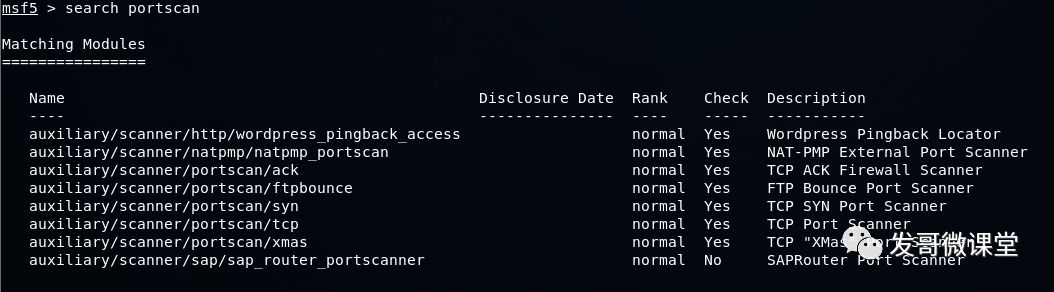 msf5 > search portscan
Matching Modules
================
Name Disclosure Date Rank Check Description
---- --------------- ---- ----- -----------
auxiliary/scanner/http/wordpress_pingback_access normal Yes Wordpress Pingback Locator
auxiliary/scanner/natpmp/natpmp_portscan normal Yes NAT-PMP External Port Scanner
auxiliary/scanner/portscan/ack normal Yes TCP ACK Firewall Scanner
auxiliary/scanner/portscan/ftpbounce normal Yes FTP Bounce Port Scanner
auxiliary/scanner/portscan/syn normal Yes TCP SYN Port Scanner
auxiliary/scanner/portscan/tcp normal Yes TCP Port Scanner
auxiliary/scanner/portscan/xmas normal Yes TCP "XMas" Port Scanner
auxiliary/scanner/sap/sap_router_portscanner normal No SAPRouter Port Scanner
发哥微课堂